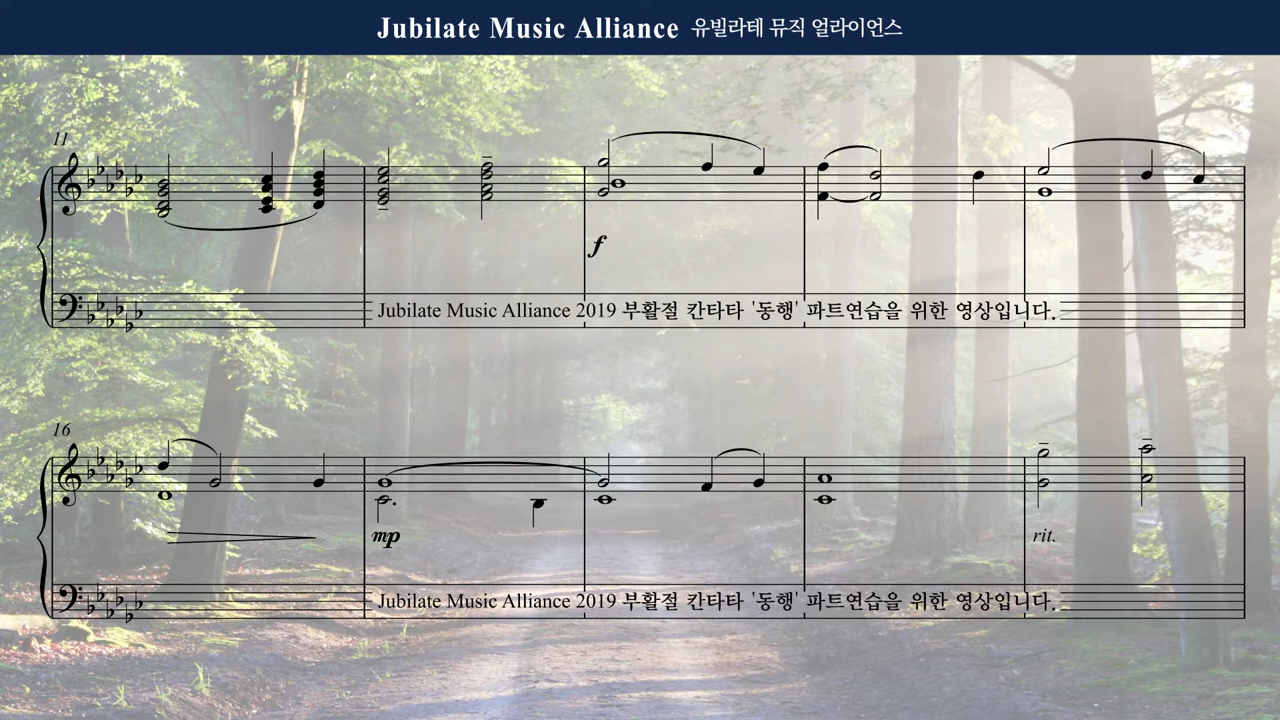 Jubilate Music Alliance 유빌라테 뮤직 얼라이언스
11
f
Jubilate Music Alliance 2019 부활절 칸타타 '동행' 파트연습을 위한 영상입니다.
16
mp
rit.
Jubilate Music Alliance 2019 부활절 칸타타 '동행' 파트연습을 위한 영상입니다.